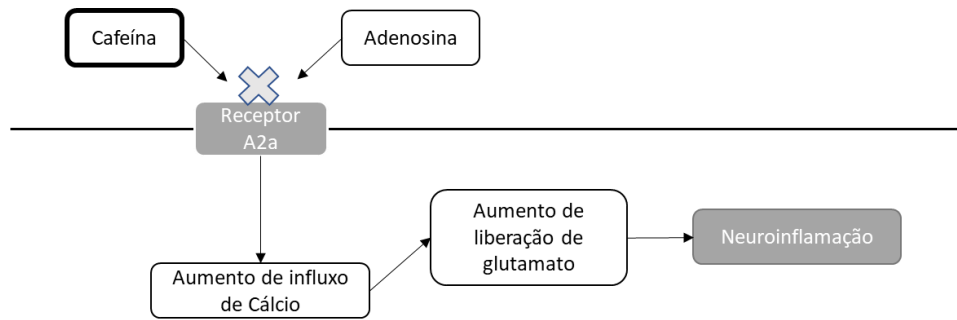 Cafeína
Adenosina
Receptor
A2a
Aumento de
liberação de
glutamato
Neuroinflamação
Aumento de influxo
de Cálcio